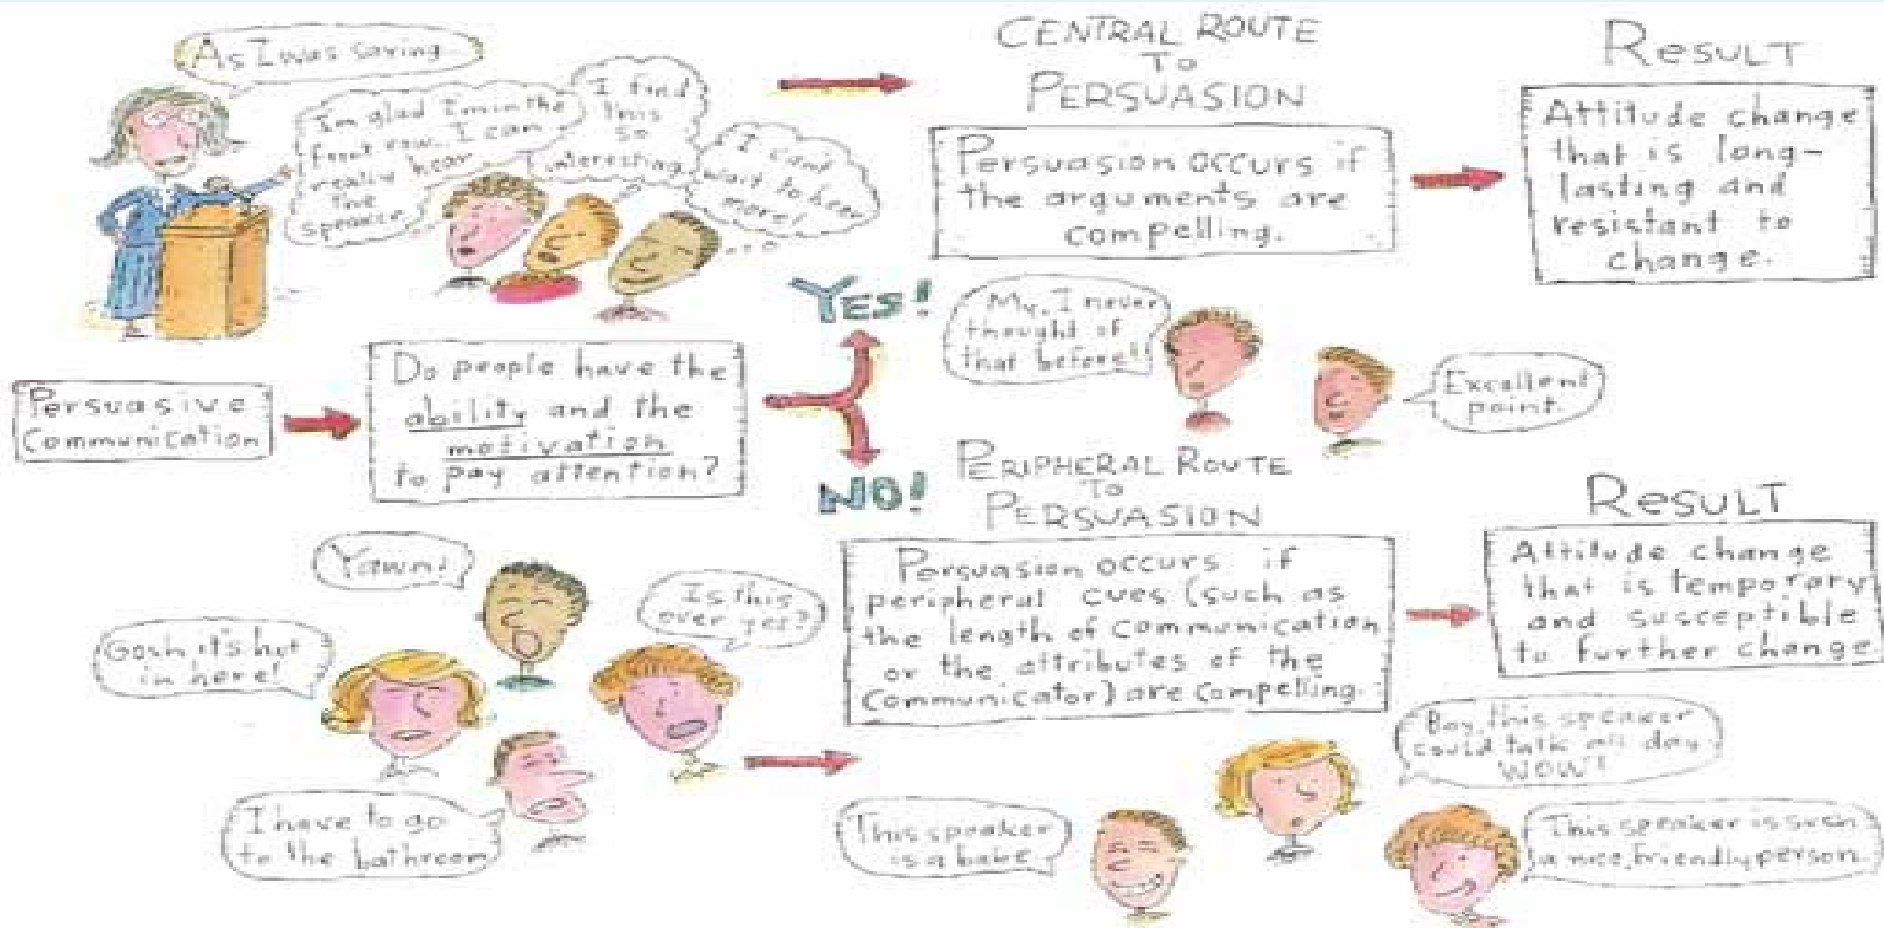 As I was saying...
I'm glad I'm in the
front row. I can
really hear
the
speaker
I find
this
so
interesting
I can't
wait to hear
more!
CENTRAL ROUTE
TO
PERSUASION
Persuasion occurs if
the arguments are
compelling.
RESULT
Attitude change
that is long-
lasting and
resistant to
change.
Persuasive
Communication
Do people have the
ability and the
motivation
to pay attention?
YES!
NO!
My, I never
thought of
that before!!
Excellent
point.
PERIPHERAL ROUTE
TO
PERSUASION
Persuasion occurs if
peripheral cues (such as
the length of communication
or the attributes of the
communicator) are compelling.
RESULT
Attitude change
that is temporary
and susceptible
to further change.
Yawn!
Is this
over yes?
Gosh it's hot
in here!
I have to go
to the bathroom
Boy, this speaker
could talk all day
WOW!
This speaker
is a babe
This speaker is such
a nice, friendly person.